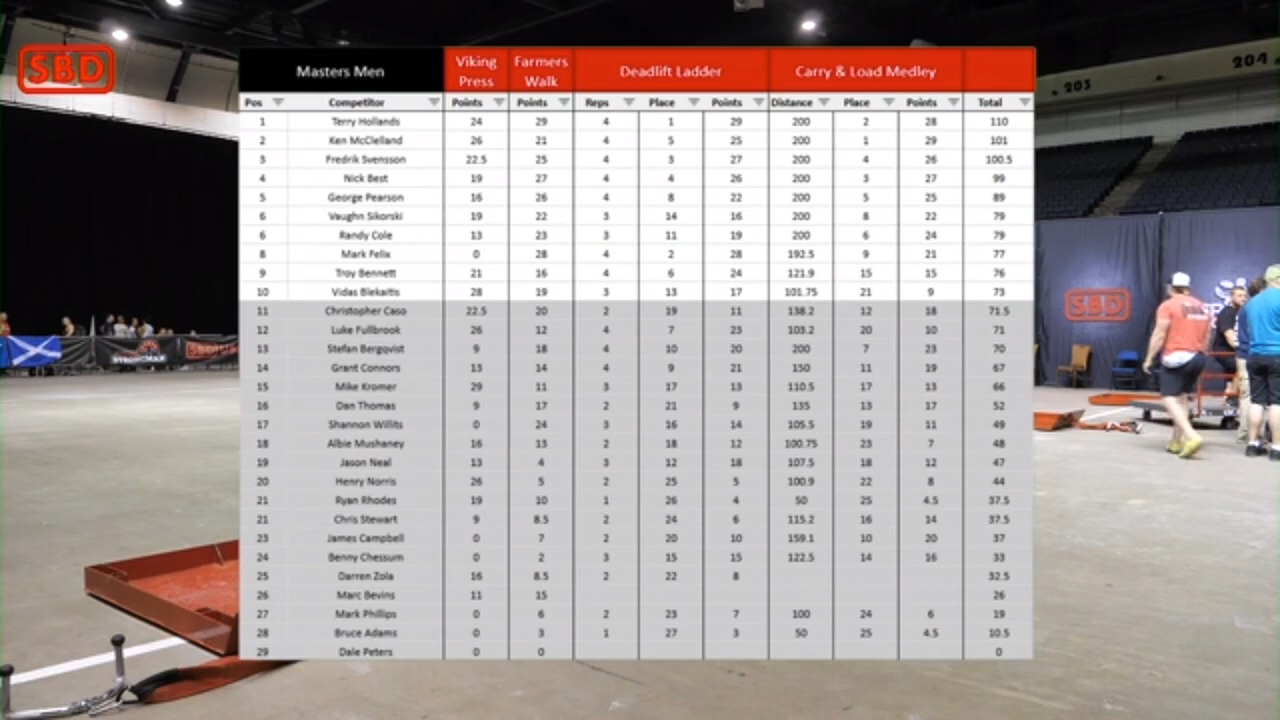 SBD
204
203
Masters Men Viking Press Farmers Walk Deadlift Ladder Carry & Load Medley
Pos Competitor Points Points Reps Place Points Distance Place Points Total
1 Terry Hollands 24 29 4 1 29 200 2 28 110
2 Ken McClelland 26 21 4 5 25 200 1 29 101
3 Fredrik Svensson 22.5 25 4 3 27 200 4 26 100.5
4 Nick Best 19 27 4 4 26 200 3 27 99
5 George Pearson 16 26 4 8 22 200 5 25 89
6 Vaughn Sikorski 19 22 3 14 16 200 8 22 79
6 Randy Cole 13 23 3 11 19 200 6 24 79
8 Mark Felix 0 28 4 2 28 192.5 9 21 77
9 Troy Bennett 21 16 4 6 24 121.9 15 15 76
10 Vidas Blekaitis 28 19 3 13 17 101.75 21 9 73
11 Christopher Caso 22.5 20 2 19 11 138.2 12 18 71.5
12 Luke Fullbrook 26 12 4 7 23 103.2 20 10 71
13 Stefan Bergqvist 9 18 4 10 20 200 7 23 70
14 Grant Connors 13 14 4 9 21 150 11 19 67
15 Mike Kromer 29 11 3 17 13 110.5 17 13 66
16 Dan Thomas 9 17 2 21 9 135 13 17 52
17 Shannon Willits 0 24 3 16 14 105.5 19 11 49
18 Albie Mushaney 16 13 2 18 12 100.75 23 7 48
19 Jason Neal 13 4 3 12 18 107.5 18 12 47
20 Henry Norris 26 5 2 25 5 100.9 22 8 44
21 Ryan Rhodes 19 10 1 26 4 50 25 4.5 37.5
21 Chris Stewart 9 8.5 2 24 6 115.2 16 14 37.5
23 James Campbell 0 7 2 20 10 159.1 10 20 37
24 Benny Chessum 0 2 3 15 15 122.5 14 16 33
25 Darren Zola 16 8.5 2 22 8 32.5
26 Marc Bevins 11 15 26
27 Mark Phillips 0 6 2 23 7 100 24 6 19
28 Bruce Adams 0 3 1 27 3 50 25 4.5 10.5
29 Dale Peters 0 0 0
SBD
STRONGMAN
SBD